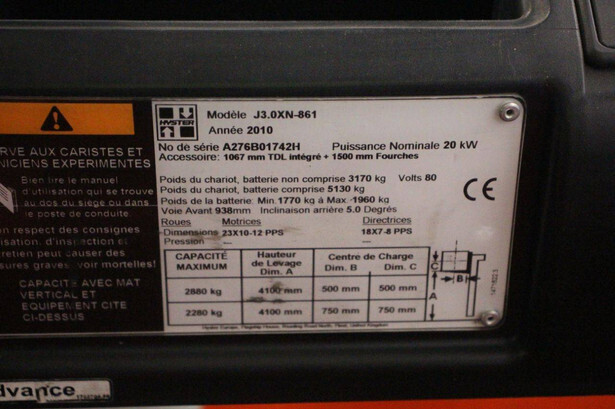 HYSTER
Modèle J3.0XN-861
Année 2010
No de série A276B01742H Puissance Nominale 20 kW
Accessoire: 1067 mm TDL intégré + 1500 mm Fourches
Poids du chariot, batterie non comprise 3170 kg Volts 80
Poids du chariot, batterie comprise 5130 kg
Poids de la batterie. Min. 1770 kg à Max -1960 kg
Voie Avant 938mm Inclinaison arrière 5.0 Degrés
Roues Motrices Directrices
Dimensions 23X10-12 PPS 18X7-8 PPS
Pression --- ---
CAPACITÉ MAXIMUM Hauteur de Levage Dim. A Centre de Charge Dim. B Dim. C
2880 kg 4100 mm 500 mm 500 mm
2280 kg 4100 mm 750 mm 750 mm
CE
C
B
A
RVE AUX CARISTES ET
NICIENS EXPERIMENTES
Bien lire le manuel
d'utilisation qui se trouve
au dos du siège ou dans
le poste de conduite.
n respect des consignes
isation, d'inspection et
retien peut causer des
sures graves, voir mortelles!
CAPACITE AVEC MAT
VERTICAL ET
EQUIPEMENT CITE
CI-DESSUS
dvance